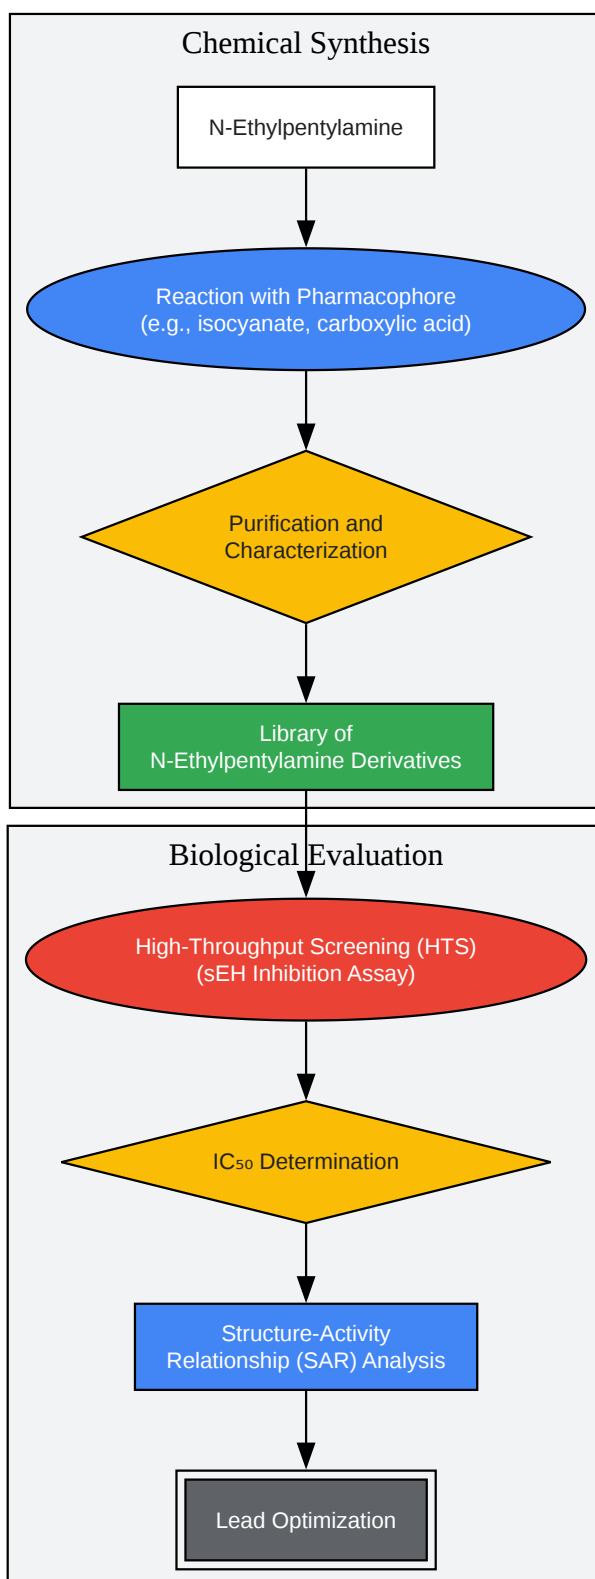 Chemical Synthesis
N-Ethylpentylamine
Reaction with Pharmacophore
(e.g., isocyanate, carboxylic acid)
Purification and
Characterization
Library of
N-Ethylpentylamine Derivatives
Biological Evaluation
High-Throughput Screening (HTS)
(sEH Inhibition Assay)
IC₅₀ Determination
Structure-Activity
Relationship (SAR) Analysis
Lead Optimization